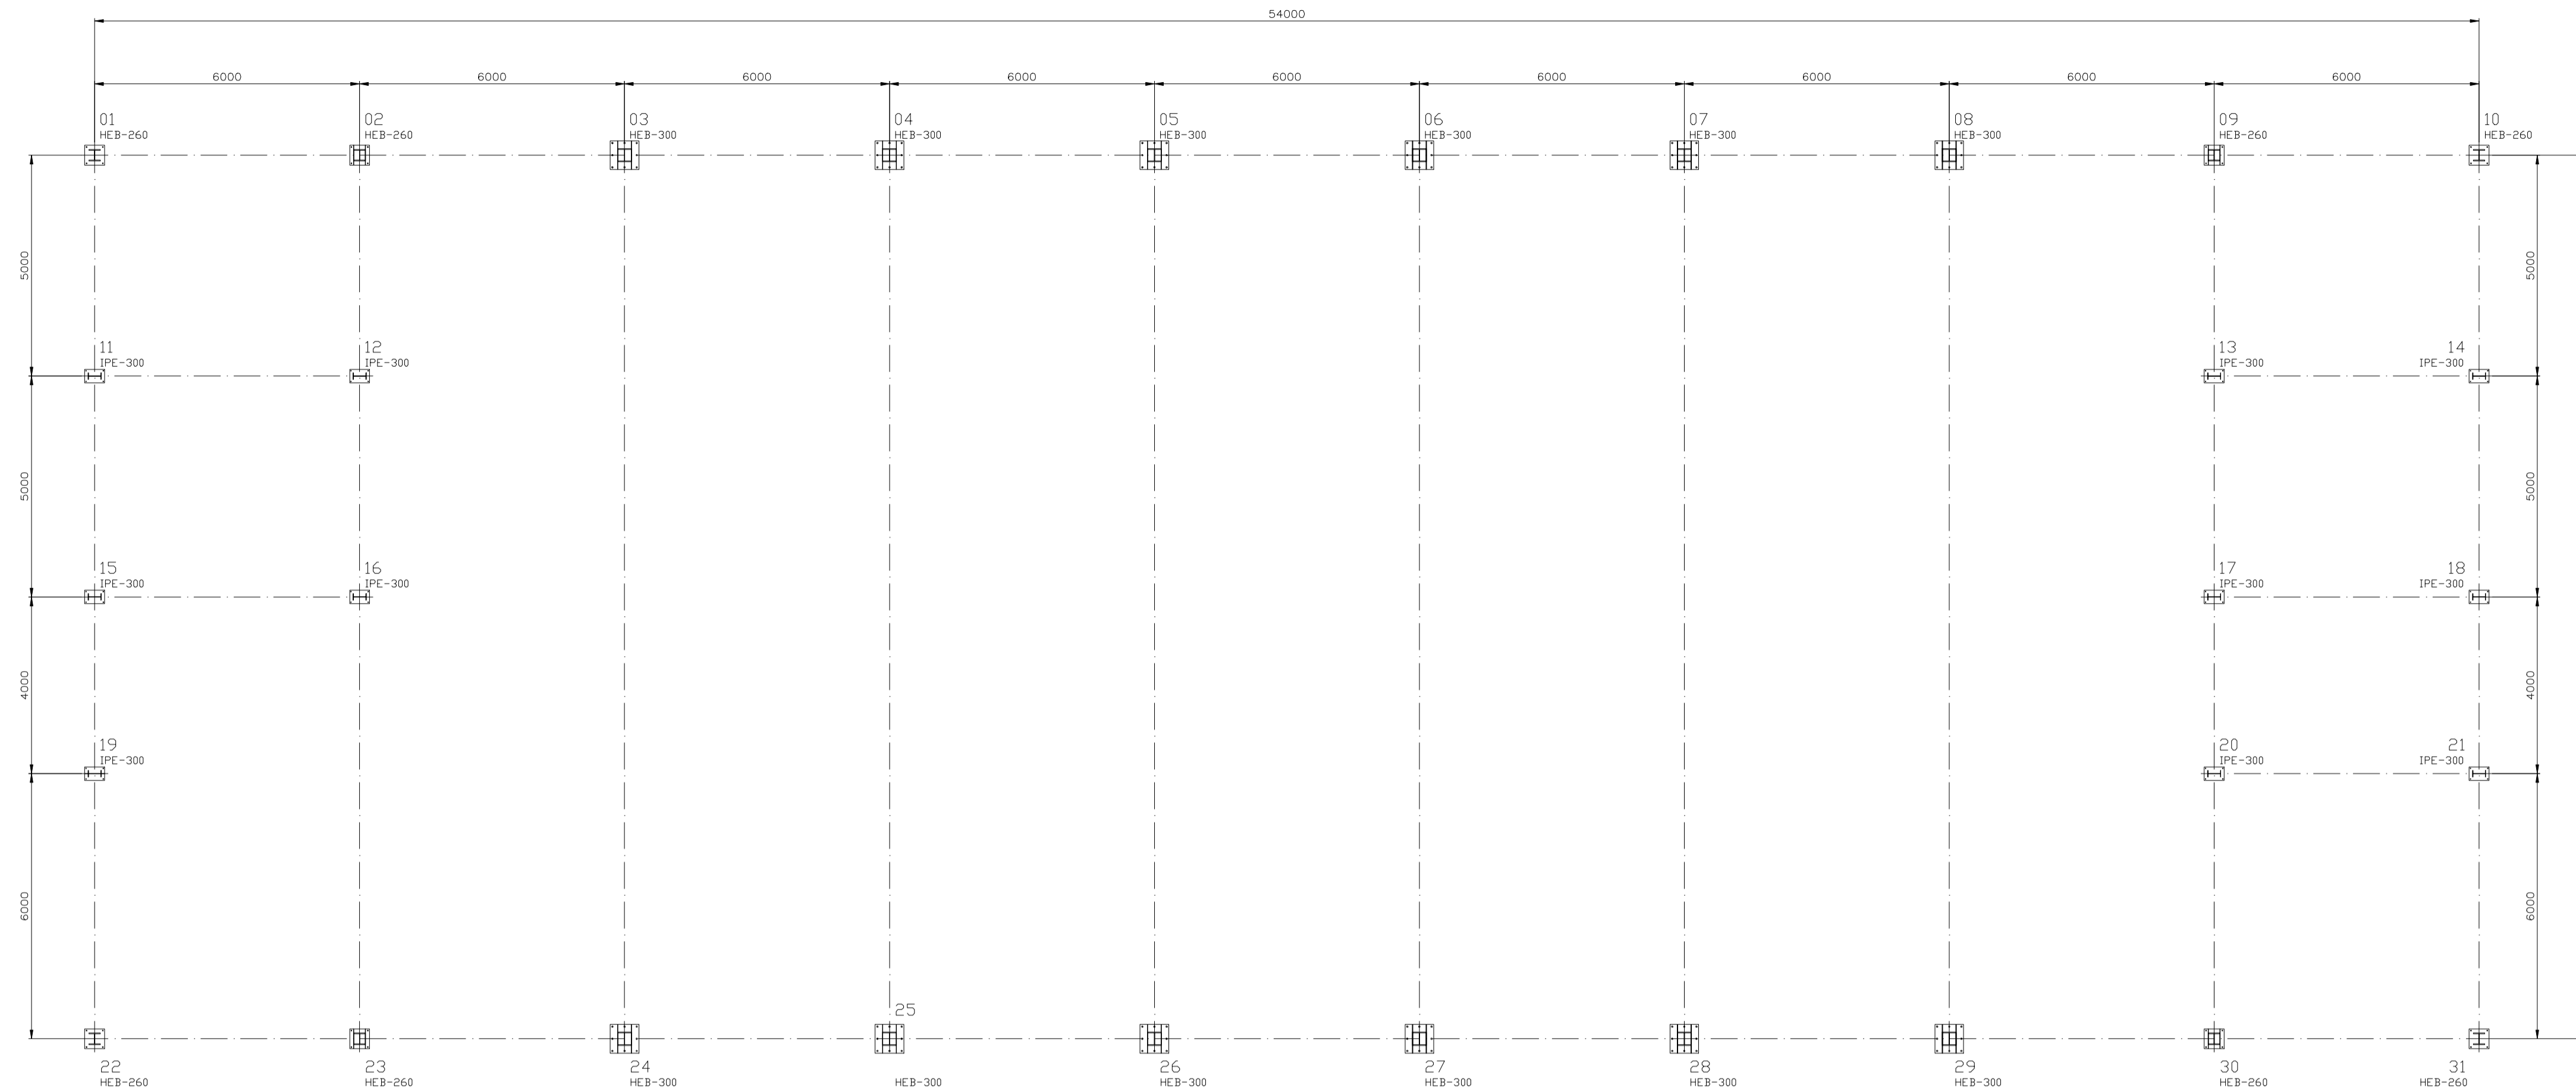 54000
6000 6000 6000 6000 6000 6000 6000 6000 6000
01 02 03 04 05 06 07 08 09 10
HEB-260 HEB-260 HEB-300 HEB-300 HEB-300 HEB-300 HEB-300 HEB-300 HEB-260 HEB-260
5000 5000
11 12 13 14
IPE-300 IPE-300 IPE-300 IPE-300
5000 5000
15 16 17 18
IPE-300 IPE-300 IPE-300 IPE-300
4000 4000
19 20 21
IPE-300 IPE-300 IPE-300
6000 6000
25
22 23 24 26 27 28 29 30 31
HEB-260 HEB-260 HEB-300 HEB-300 HEB-300 HEB-300 HEB-300 HEB-300 HEB-260 HEB-260